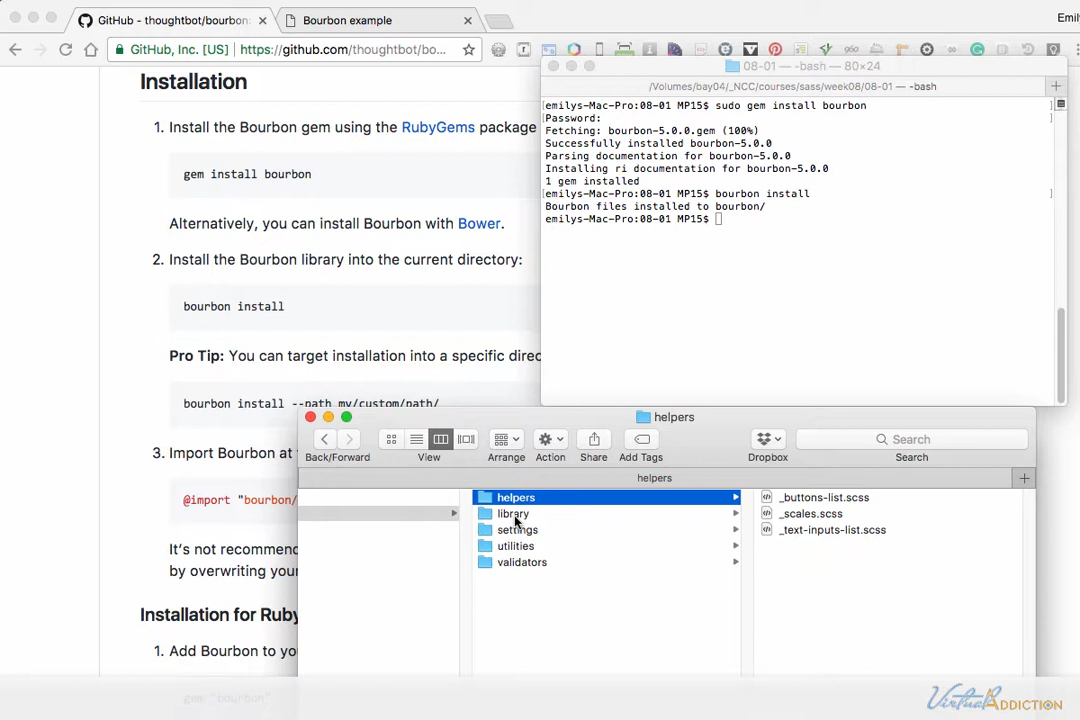 GitHub - thoughtbot/bourbon:
Bourbon example
Emily
GitHub, Inc. [US]
https://github.com/thoughtbot/bo...
Installation
1. Install the Bourbon gem using the RubyGems package
gem install bourbon
Alternatively, you can install Bourbon with Bower.
2. Install the Bourbon library into the current directory:
bourbon install
Pro Tip: You can target installation into a specific direc
bourbon install --path my/custom/path/
3. Import Bourbon at
@import "bourbon/
It's not recommen
by overwriting your
Installation for Ruby
1. Add Bourbon to you
gem "bourbon"
08-01 — -bash — 80×24
/Volumes/bay04/_NCC/courses/sass/week08/08-01 — -bash
emilys-Mac-Pro:08-01 MP15$ sudo gem install bourbon
Password:
Fetching: bourbon-5.0.0.gem (100%)
Successfully installed bourbon-5.0.0
Parsing documentation for bourbon-5.0.0
Installing ri documentation for bourbon-5.0.0
1 gem installed
emilys-Mac-Pro:08-01 MP15$ bourbon install
Bourbon files installed to bourbon/
emilys-Mac-Pro:08-01 MP15$
helpers
Back/Forward View Arrange Action Share Add Tags Dropbox Search
Search
helpers
helpers
library
settings
utilities
validators
_buttons-list.scss
_scales.scss
_text-inputs-list.scss
Virtual Addiction